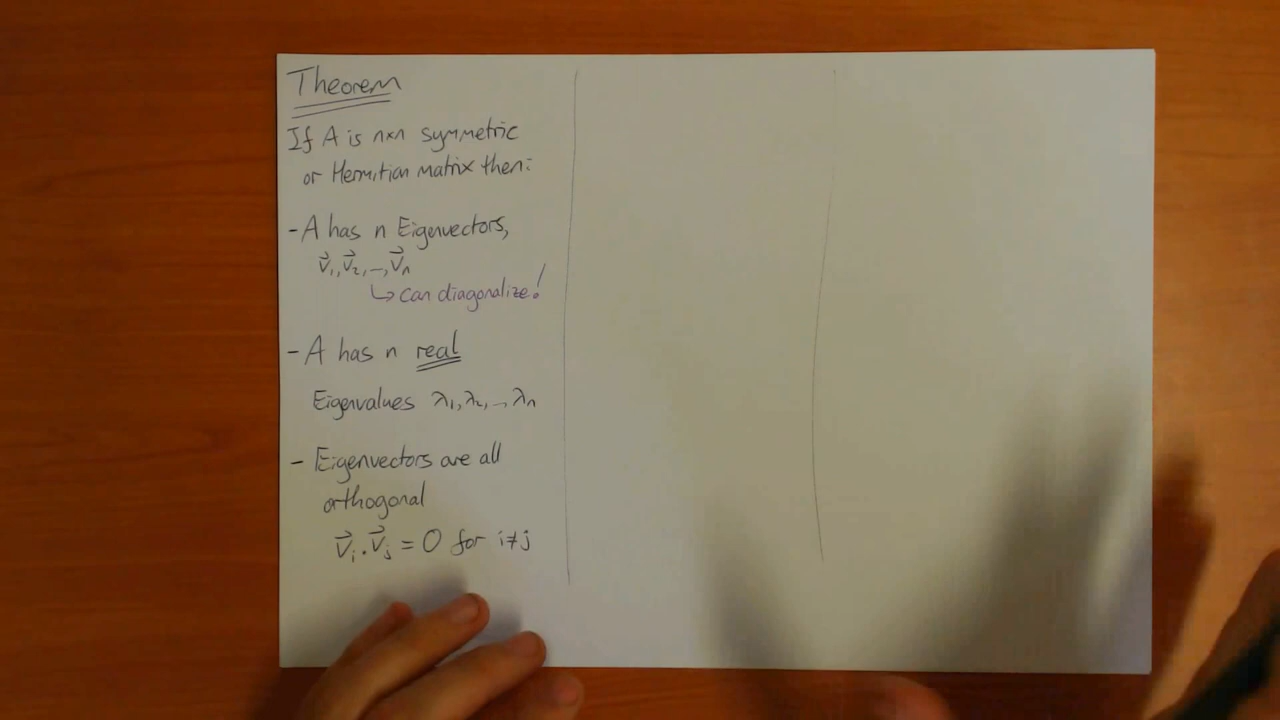 Theorem
If A is n×n symmetric
or Hermitian matrix then:
- A has n Eigenvectors,
v⃗₁, v⃗₂, ..., v⃗ₙ
↳ can diagonalize!
- A has n real
Eigenvalues λ₁, λ₂, ... λₙ
- Eigenvectors are all
orthogonal
v⃗ᵢ · v⃗ⱼ = 0 for i≠j